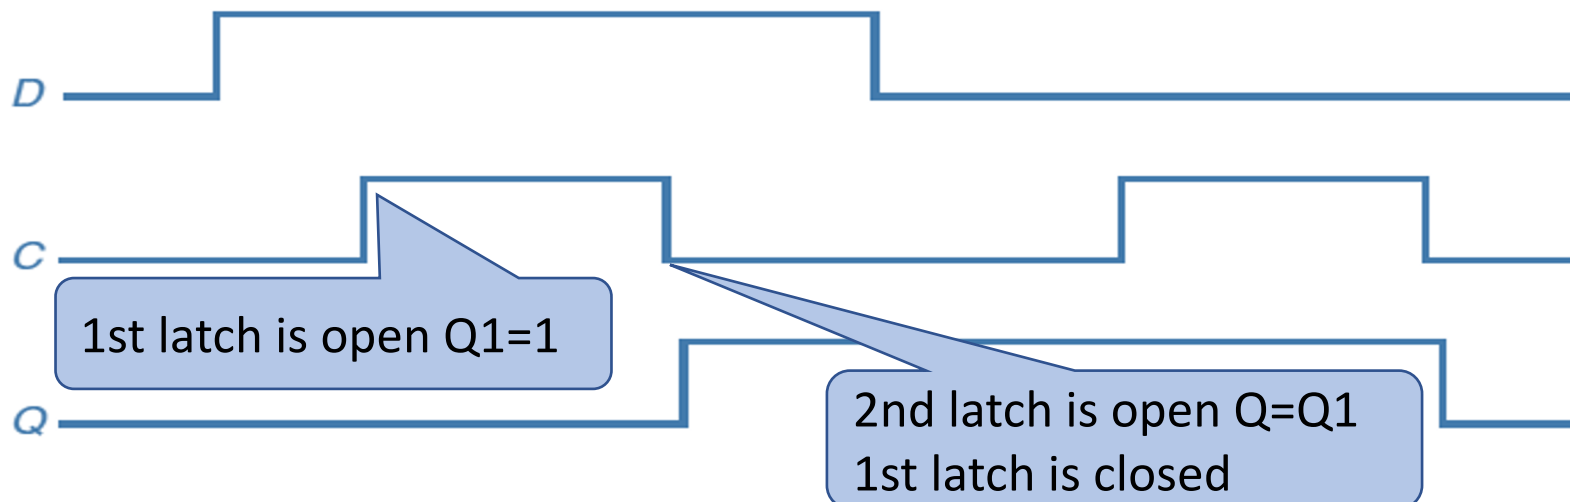 D
C
1st latch is open Q1=1
Q
2nd latch is open Q=Q1
1st latch is closed